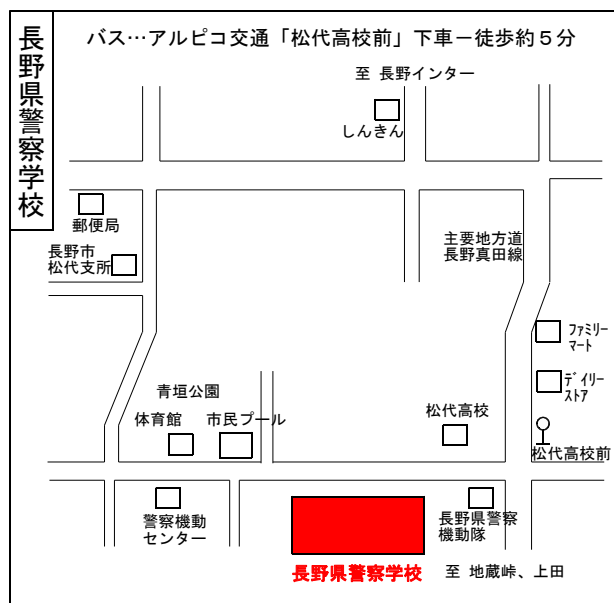 長野県警察学校
バス…アルピコ交通「松代高校前」下車－徒歩約５分
至 長野インター
しんきん
郵便局
長野市
松代支所
主要地方道
長野真田線
ﾌｧﾐﾘｰ
ﾏｰﾄ
ﾃﾞｲﾘｰ
ｽﾄｱ
青垣公園
体育館
市民プール
松代高校
松代高校前
警察機動
センター
長野県警察
機動隊
長野県警察学校
至 地蔵峠、上田